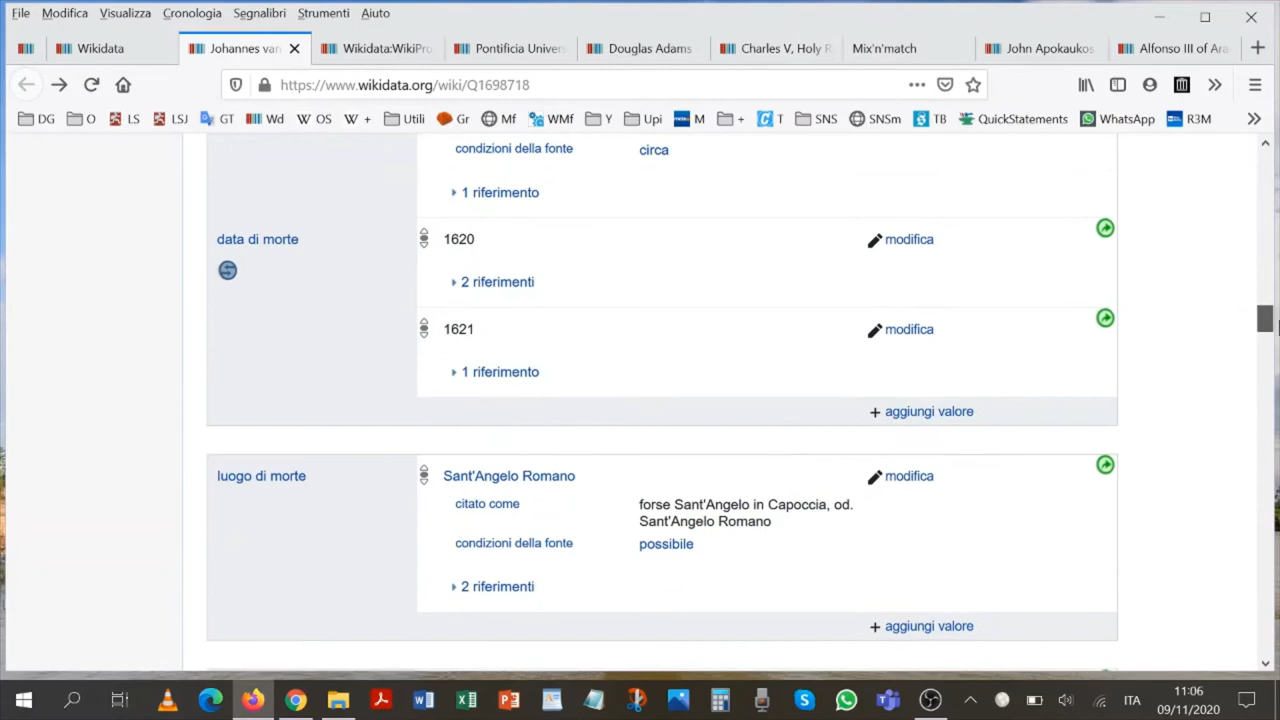 File Modifica Visualizza Cronologia Segnalibri Strumenti Aiuto
Wikidata Johannes van Wikidata:WikiPro Pontificia Univers Douglas Adams Charles V, Holy R Mix'n'match John Apokaukos Alfonso III of Ara
https://www.wikidata.org/wiki/Q1698718
DG O LS LSJ GT Wd OS + Utili Gr Mf WMf Y Upi M + T SNS SNSm TB QuickStatements WhatsApp R3M
condizioni della fonte circa
1 riferimento
data di morte 1620 modifica
2 riferimenti
1621 modifica
1 riferimento
+ aggiungi valore
luogo di morte Sant'Angelo Romano modifica
citato come forse Sant'Angelo in Capoccia, od.
Sant'Angelo Romano
condizioni della fonte possibile
2 riferimenti
+ aggiungi valore
ITA 11:06
09/11/2020